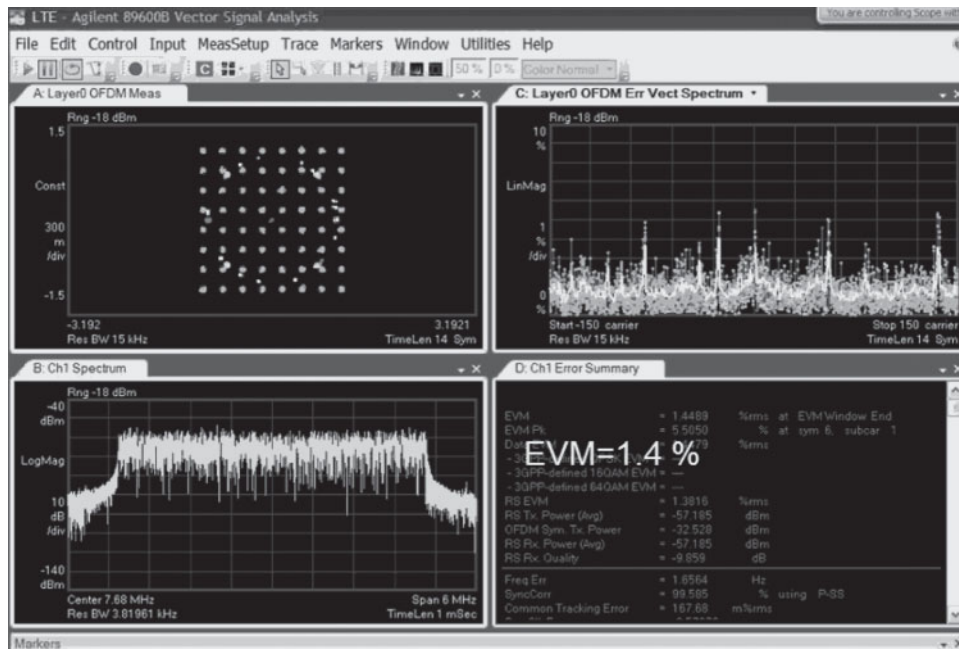 LTE - Agilent 89600B Vector Signal Analysis
You are controlling Scope with
File Edit Control Input MeasSetup Trace Markers Window Utilities Help
50 % 0 % Color Normal
A: Layer0 OFDM Meas
Rng -18 dBm
1.5
Const
300
m
/div
-1.5
-3.192 3.1921
Res BW 15 kHz TimeLen 14 Sym
C: Layer0 OFDM Err Vect Spectrum
Rng -18 dBm
10
%
LinMag
1
%
/div
0
%
Start -150 carrier Stop 150 carrier
Res BW 15 kHz TimeLen 14 Sym
B: Ch1 Spectrum
Rng -18 dBm
-40
dBm
LogMag
10
dB
/div
-140
dBm
Center 7.68 MHz Span 6 MHz
Res BW 3.81961 kHz TimeLen 1 mSec
D: Ch1 Error Summary
EVM = 1.4489 %rms at EVM Window End
EVM Pk = 5.5050 % at sym 6, subcar 1
%rms
EVM=1.4 %
- 3GPP-defined EVM = ---
- 3GPP-defined 16QAM EVM = ---
- 3GPP-defined 64QAM EVM = ---
RS EVM = 1.3816 %rms
RS Tx. Power (Avg) = -57.185 dBm
OFDM Sym. Tx. Power = -32.528 dBm
RS Rx. Power (Avg) = -57.185 dBm
RS Rx. Quality = -9.859 dB
Freq Err = 1.6564 Hz
SyncCorr = 99.585 % using P-SS
Common Tracking Error = 167.68 m%rms
Markers